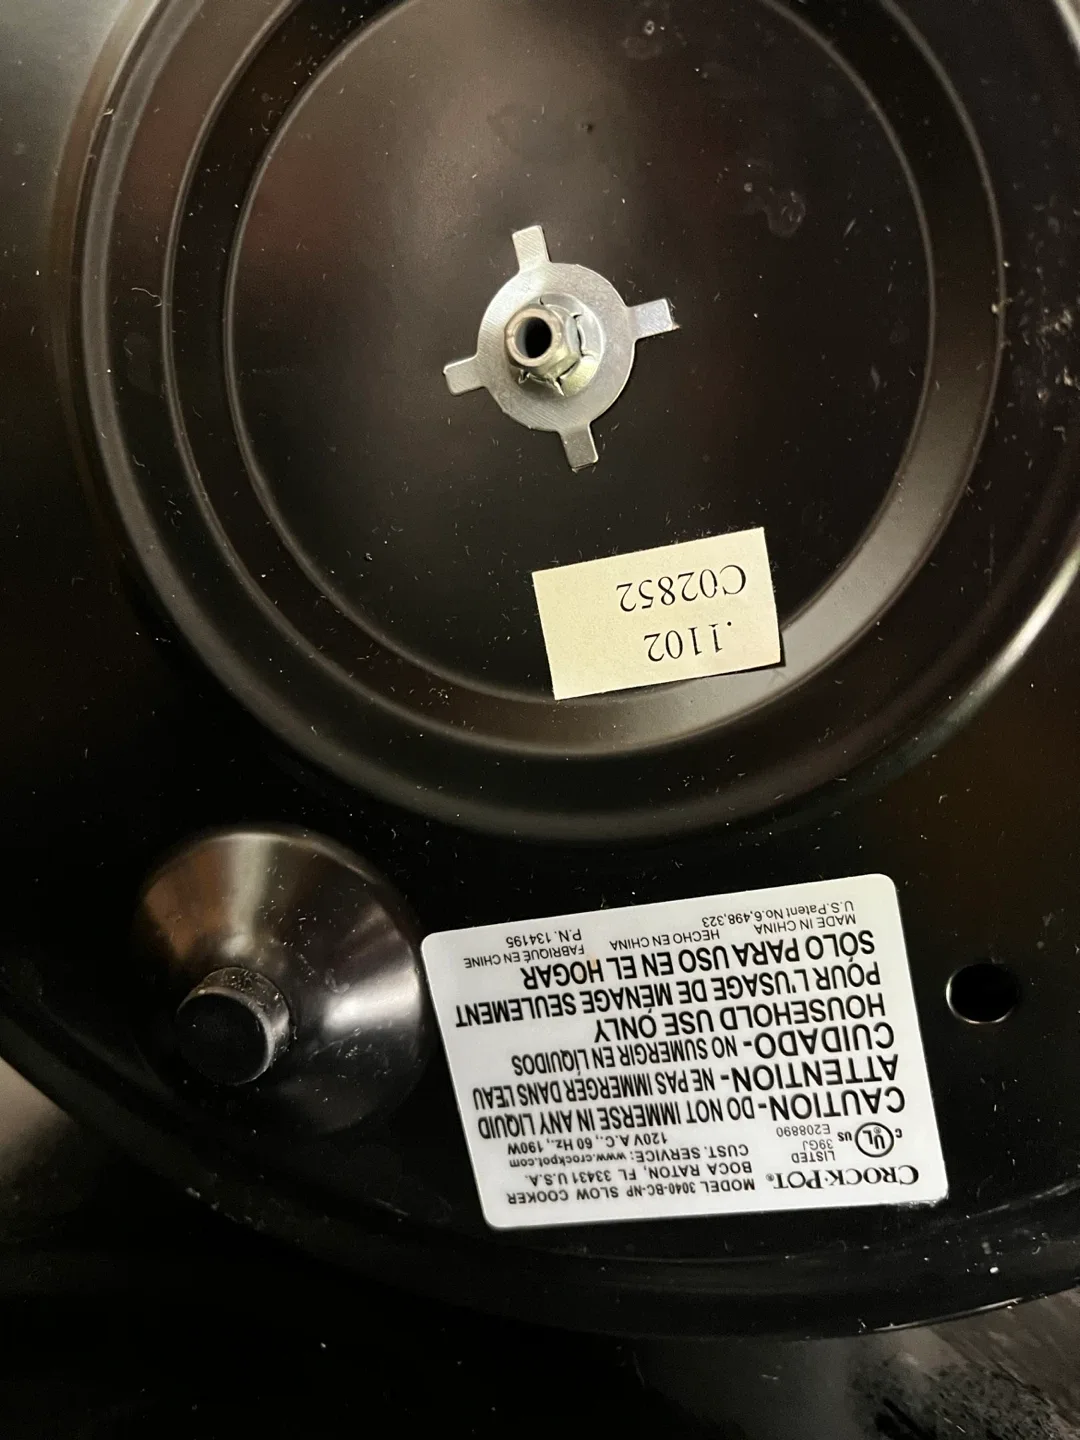 CROCK·POT®
MODEL 3040-BC-NP SLOW COOKER
BOCA RATON, FL 33431 U.S.A.
CUST. SERVICE: www.crockpot.com
120V A.C., 60 Hz., 190W
C UL® US
LISTED
39GJ
E208890
CAUTION- DO NOT IMMERSE IN ANY LIQUID
ATTENTION- NE PAS IMMERGER DANS L'EAU
CUIDADO- NO SUMERGIR EN LÍQUIDOS
HOUSEHOLD USE ONLY
POUR L'USAGE DE MÉNAGE SEULEMENT
SÓLO PARA USO EN EL HOGAR
MADE IN CHINA HECHO EN CHINA FABRIQUÉ EN CHINE
U.S.Patent No.6,498,323 P.N. 134195
.1102
C02852